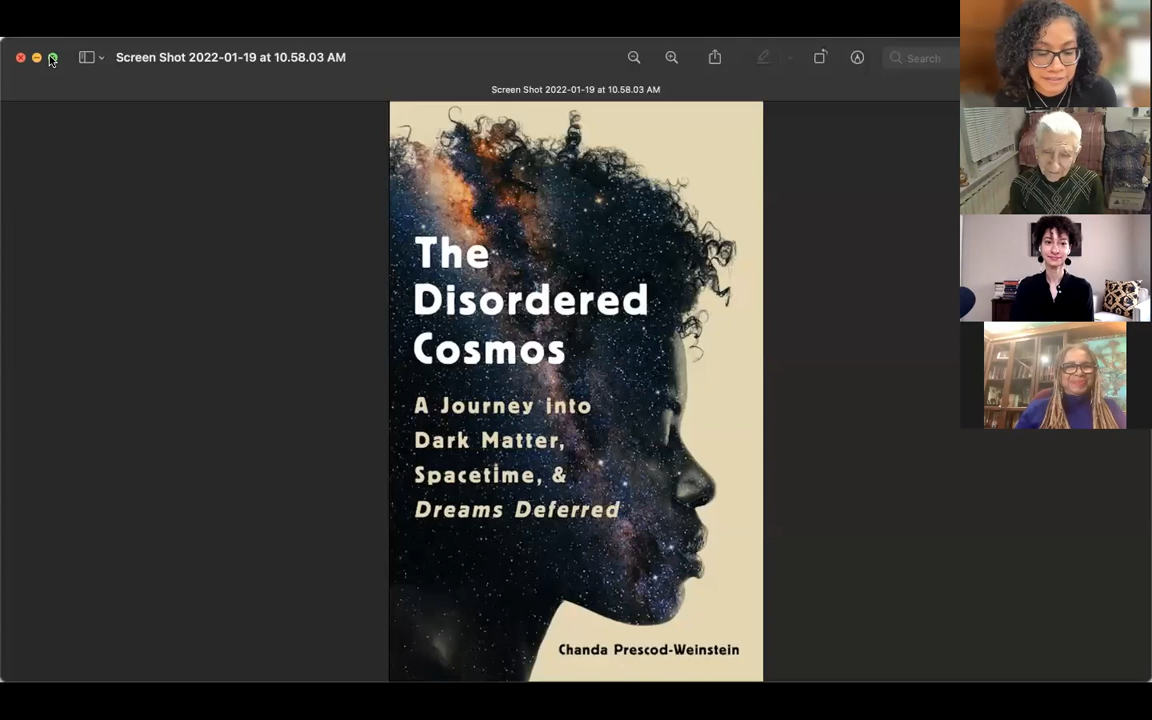 Screen Shot 2022-01-19 at 10.58.03 AM
Search
Screen Shot 2022-01-19 at 10.58.03 AM
The
Disordered
Cosmos
A Journey into
Dark Matter,
Spacetime, &
Dreams Deferred
Chanda Prescod-Weinstein